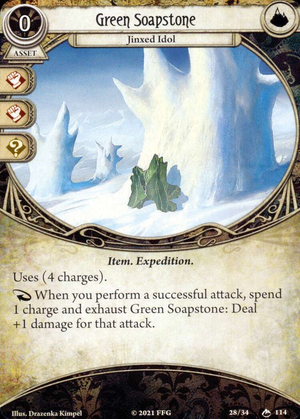 0
Green Soapstone
Jinxed Idol
ASSET
?
Item. Expedition.
Uses (4 charges).
When you perform a successful attack, spend
1 charge and exhaust Green Soapstone: Deal
+1 damage for that attack.
Illus. Drazenka Kimpel © 2021 FFG 28/34 114